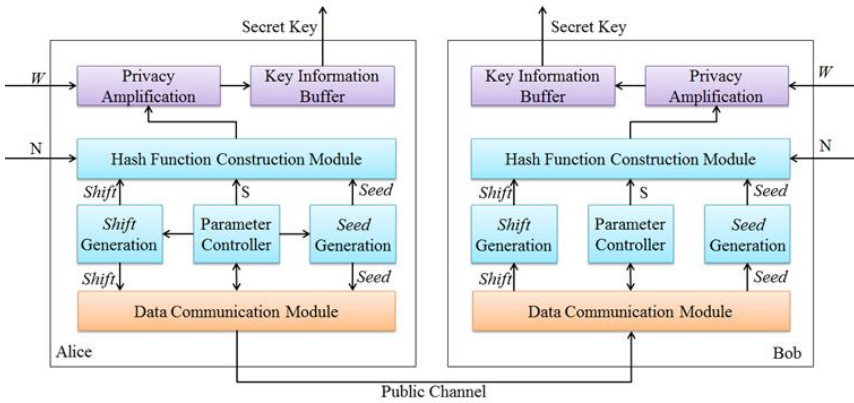 Secret Key
Secret Key
W
Privacy
Amplification
Key Information
Buffer
Key Information
Buffer
Privacy
Amplification
W
N
Hash Function Construction Module
Hash Function Construction Module
N
Shift
S
Seed
Shift
S
Seed
Shift
Generation
Parameter
Controller
Seed
Generation
Shift
Generation
Parameter
Controller
Seed
Generation
Shift
Seed
Shift
Seed
Data Communication Module
Data Communication Module
Alice
Bob
Public Channel